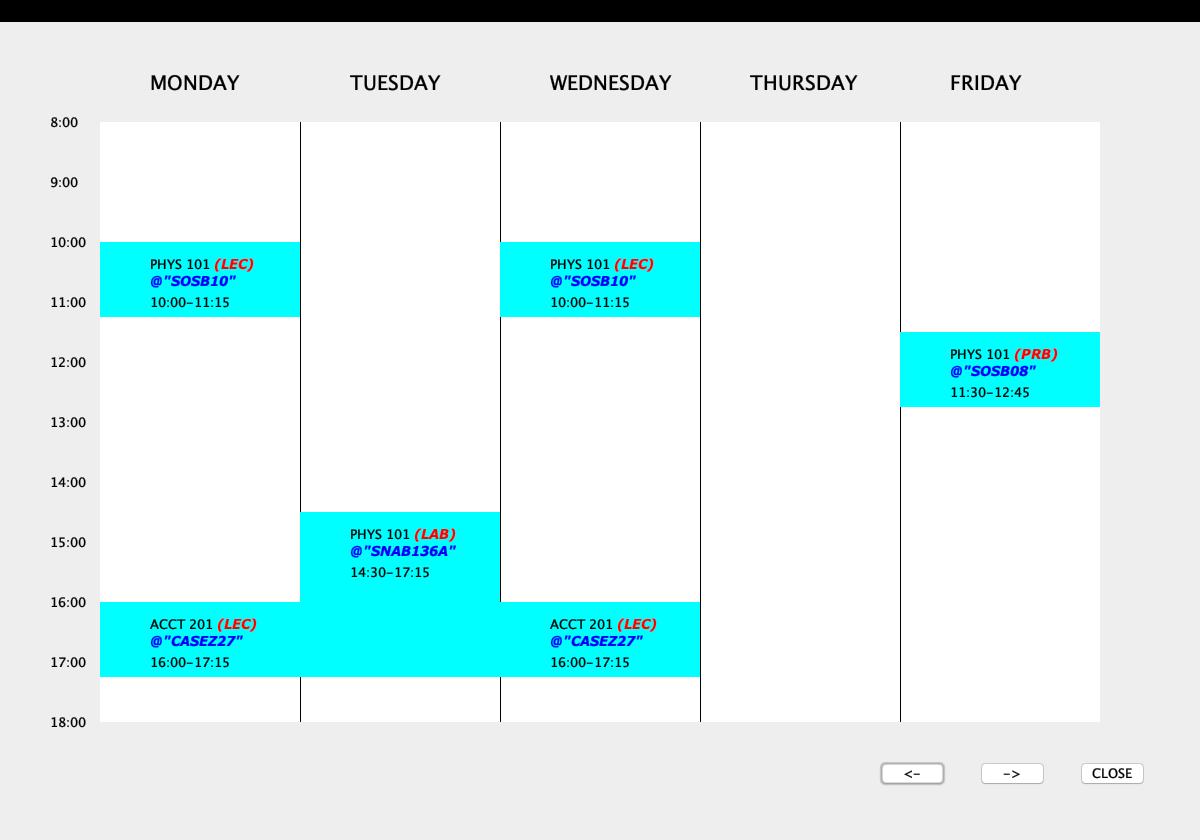 MONDAY TUESDAY WEDNESDAY THURSDAY FRIDAY
8:00
9:00
10:00
PHYS 101 (LEC) PHYS 101 (LEC)
@"SOSB10" @"SOSB10"
11:00 10:00-11:15 10:00-11:15
PHYS 101 (PRB)
12:00
@"SOSB08"
11:30-12:45
13:00
14:00
PHYS 101 (LAB)
15:00
@"SNAB136A"
14:30-17:15
16:00
ACCT 201 (LEC) ACCT 201 (LEC)
@"CASEZ27" @"CASEZ27"
17:00 16:00-17:15 16:00-17:15
18:00
<- -> CLOSE